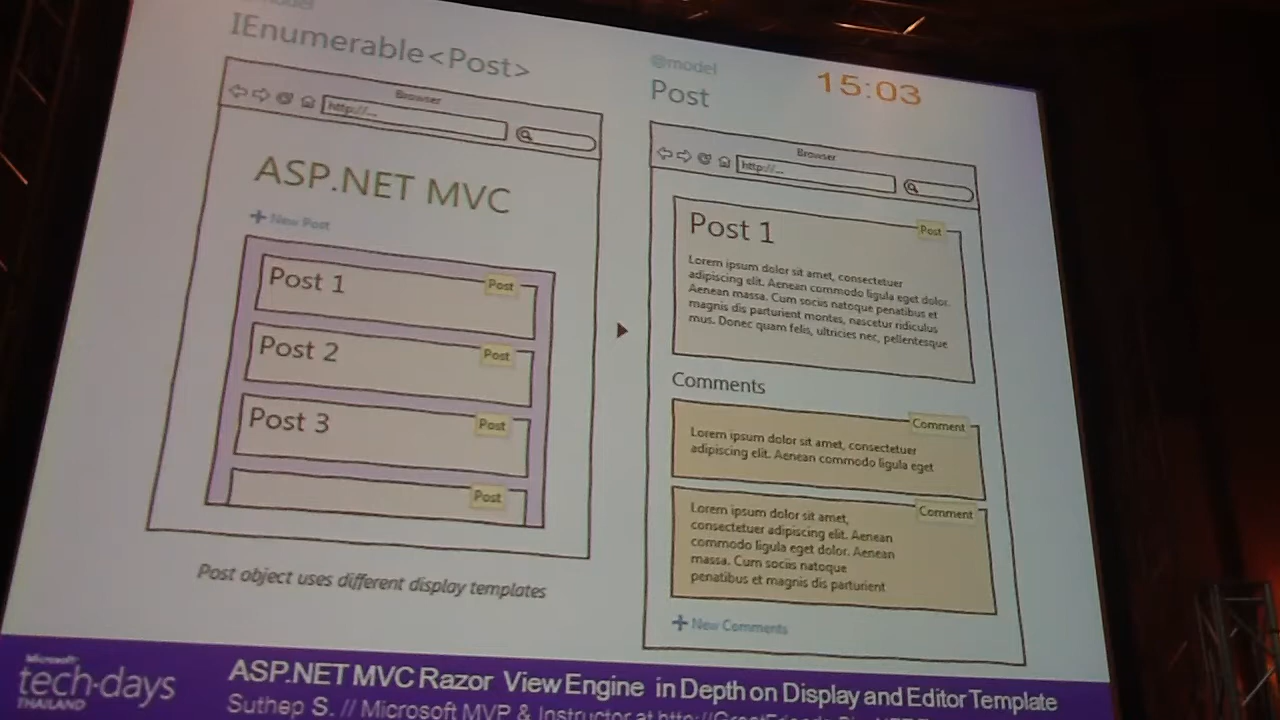 @model
IEnumerable<Post>
Browser
http://...
ASP.NET MVC
New Post
Post 1
Post
Post 2
Post
Post 3
Post
Post
Post object uses different display templates
@model
Post
15:03
Browser
http://...
Post 1
Post
Lorem ipsum dolor sit amet, consectetuer
adipiscing elit. Aenean commodo ligula eget dolor.
Aenean massa. Cum sociis natoque penatibus et
magnis dis parturient montes, nascetur ridiculus
mus. Donec quam felis, ultricies nec, pellentesque
Comments
Comment
Lorem ipsum dolor sit amet, consectetuer
adipiscing elit. Aenean commodo ligula eget
Comment
Lorem ipsum dolor sit amet,
consectetuer adipiscing elit. Aenean
commodo ligula eget dolor. Aenean
massa. Cum sociis natoque
penatibus et magnis dis parturient
New Comments
Microsoft
tech·days
THAILAND
ASP.NET MVC Razor View Engine in Depth on Display and Editor Template
Suthep S. // Microsoft MVP & Instructor at